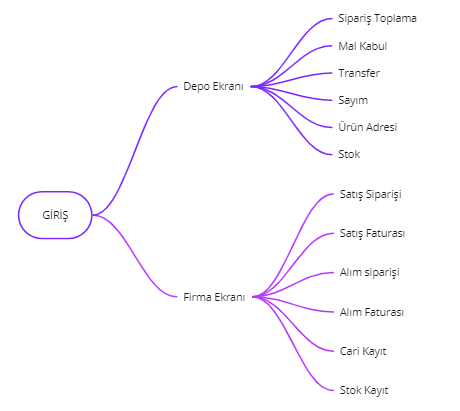 GİRİŞ
Depo Ekranı
Sipariş Toplama
Mal Kabul
Transfer
Sayım
Ürün Adresi
Stok
Firma Ekranı
Satış Siparişi
Satış Faturası
Alım siparişi
Alım Faturası
Cari Kayıt
Stok Kayıt